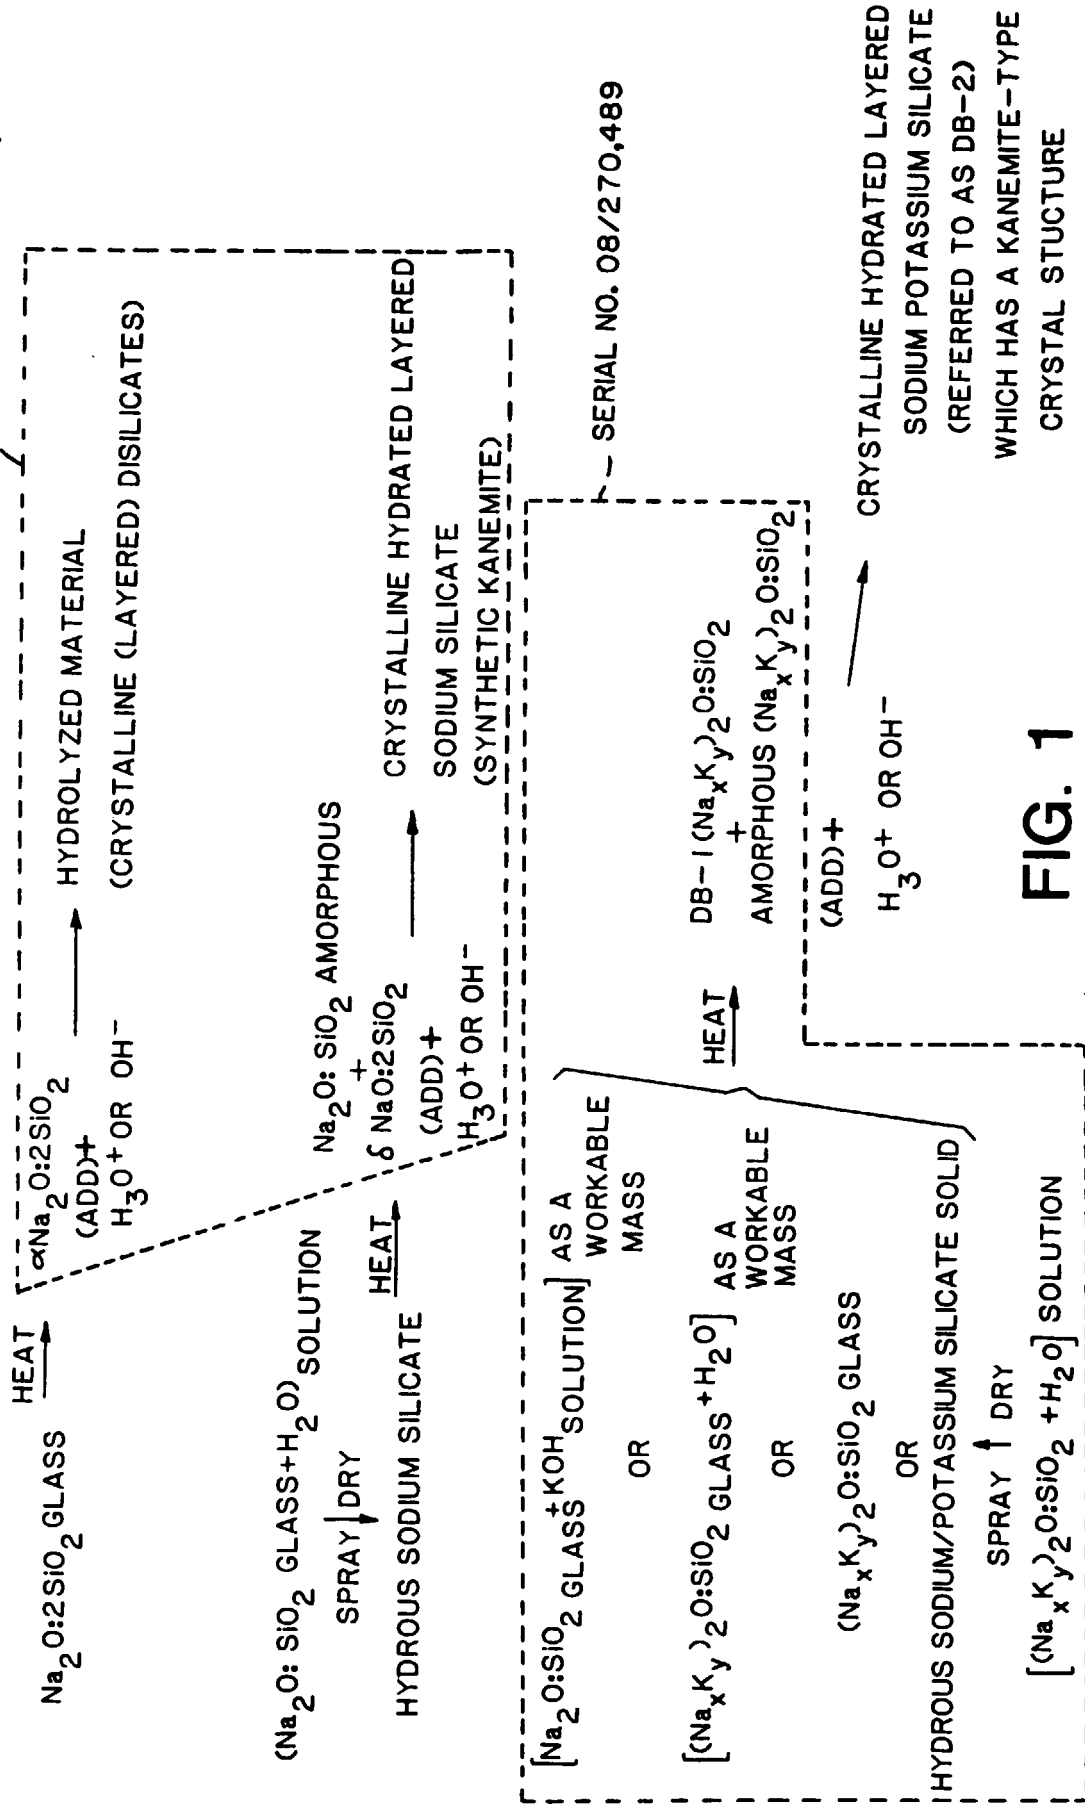 Na2O:2SiO2 GLASS
HEAT
αNa2O:2SiO2
(ADD)+
H3O+ OR OH−
HYDROLYZED MATERIAL
(CRYSTALLINE (LAYERED) DISILICATES)
(Na2O: SiO2 GLASS+H2O) SOLUTION
SPRAY DRY
HYDROUS SODIUM SILICATE
HEAT
Na2O: SiO2 AMORPHOUS
+
δ NaO:2SiO2
(ADD)+
H3O+ OR OH−
CRYSTALLINE HYDRATED LAYERED
SODIUM SILICATE
(SYNTHETIC KANEMITE)
[Na2O:SiO2 GLASS +KOH SOLUTION] AS A
WORKABLE
MASS
OR
[(NaxKy)2O:SiO2 GLASS +H2O] AS A
WORKABLE
MASS
OR
(NaxKy)2O:SiO2 GLASS
OR
HYDROUS SODIUM/POTASSIUM SILICATE SOLID
SPRAY DRY
[(NaxKy)2O:SiO2 +H2O] SOLUTION
HEAT
DB-1(NaxKy)2O:SiO2
+
AMORPHOUS (NaxKy)2O:SiO2
SERIAL NO. 08/270,489
(ADD)+
H3O+ OR OH−
CRYSTALLINE HYDRATED LAYERED
SODIUM POTASSIUM SILICATE
(REFERRED TO AS DB-2)
WHICH HAS A KANEMITE-TYPE
CRYSTAL STUCTURE
FIG. 1